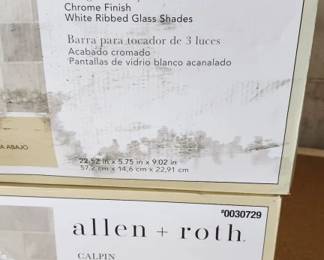 Chrome Finish
White Ribbed Glass Shades
Barra para tocador de 3 luces
Acabado cromado
Pantallas de vidrio blanco acanalado
A ABAJO
22.52 in x 5.75 in x 9.02 in
57,2 cm x 14,6 cm x 22,91 cm
#0030729
allen + roth
CALPIN